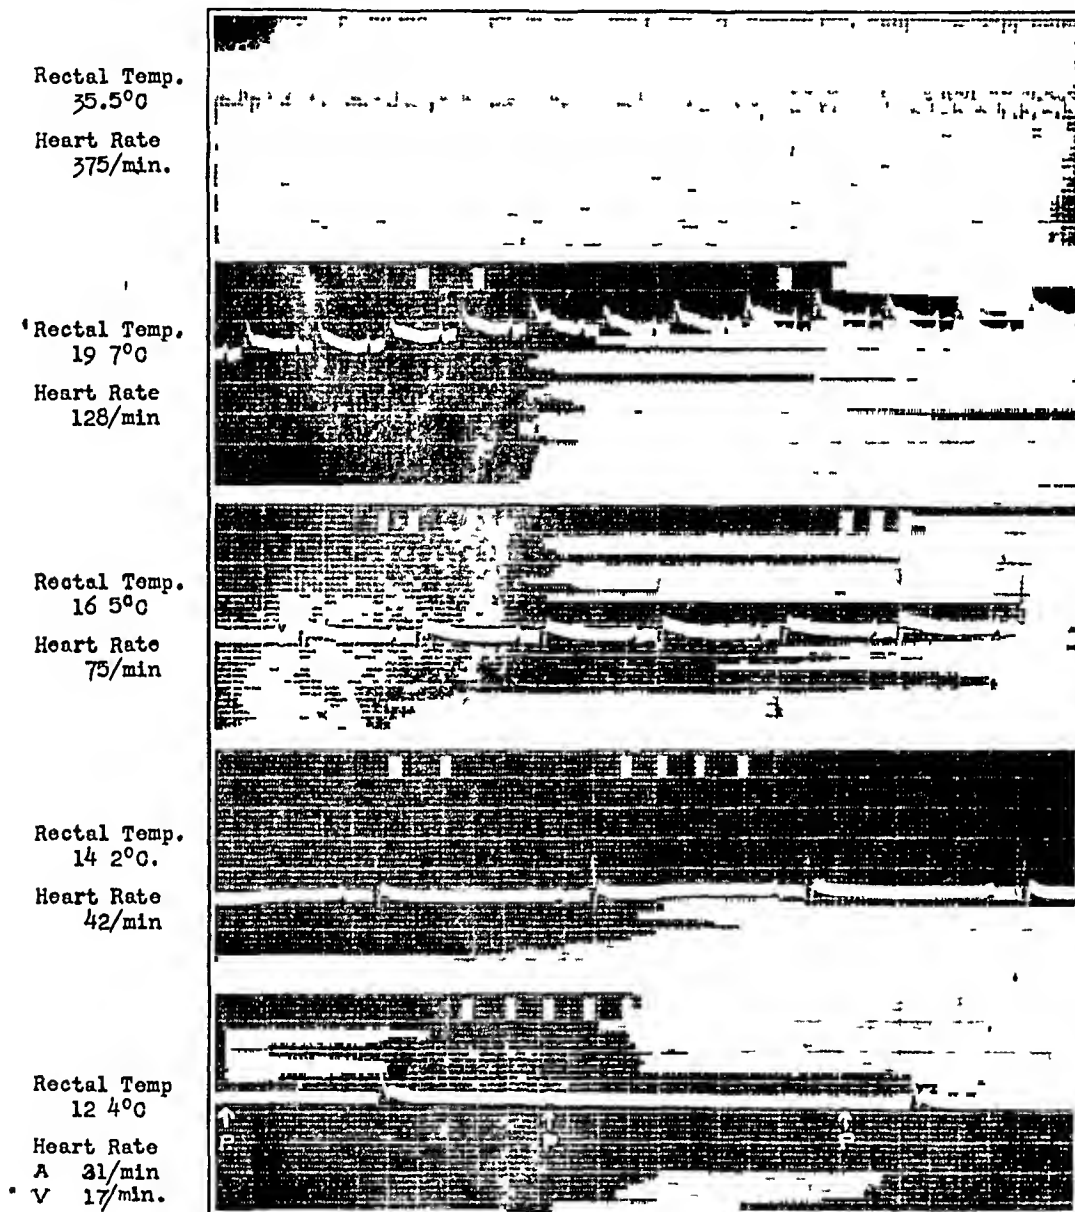 Rectal Temp.
35.5°C
Heart Rate
375/min.
Rectal Temp.
19 7°C
Heart Rate
128/min
Rectal Temp.
16 5°C
Heart Rate
75/min
Rectal Temp.
14 2°C.
Heart Rate
42/min
Rectal Temp
12 4°C
P P P
Heart Rate
A 31/min
V 17/min.